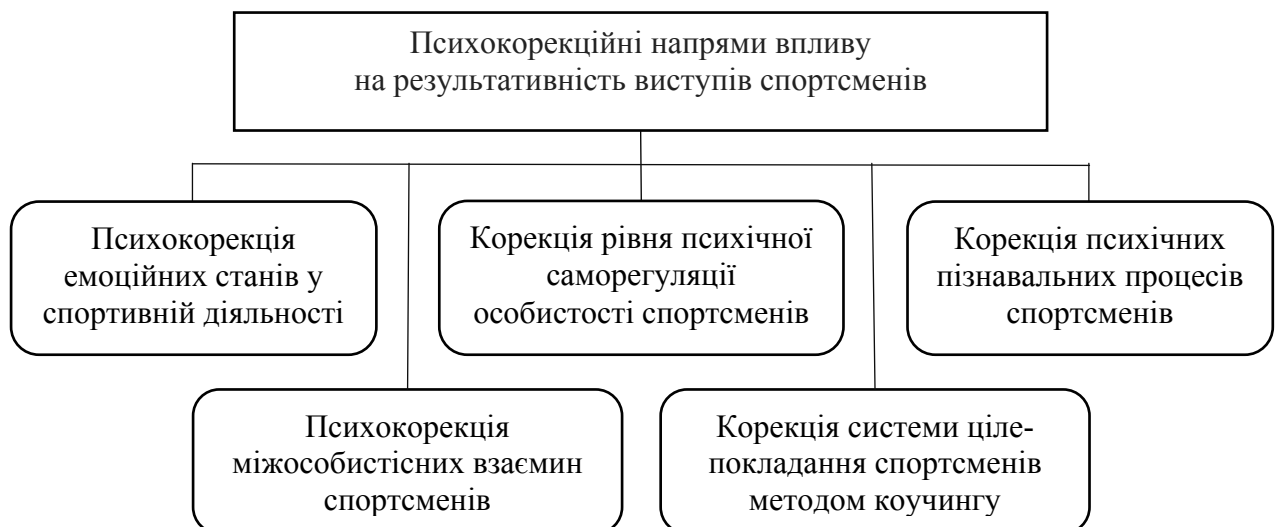 Психокорекційні напрями впливу
на результативність виступів спортсменів
Психокорекція
емоційних станів у
спортивній діяльності
Корекція рівня психічної
саморегуляції
особистості спортсменів
Корекція психічних
пізнавальних процесів
спортсменів
Психокорекція
міжособистісних взаємин
спортсменів
Корекція системи ціле-
покладання спортсменів
методом коучингу